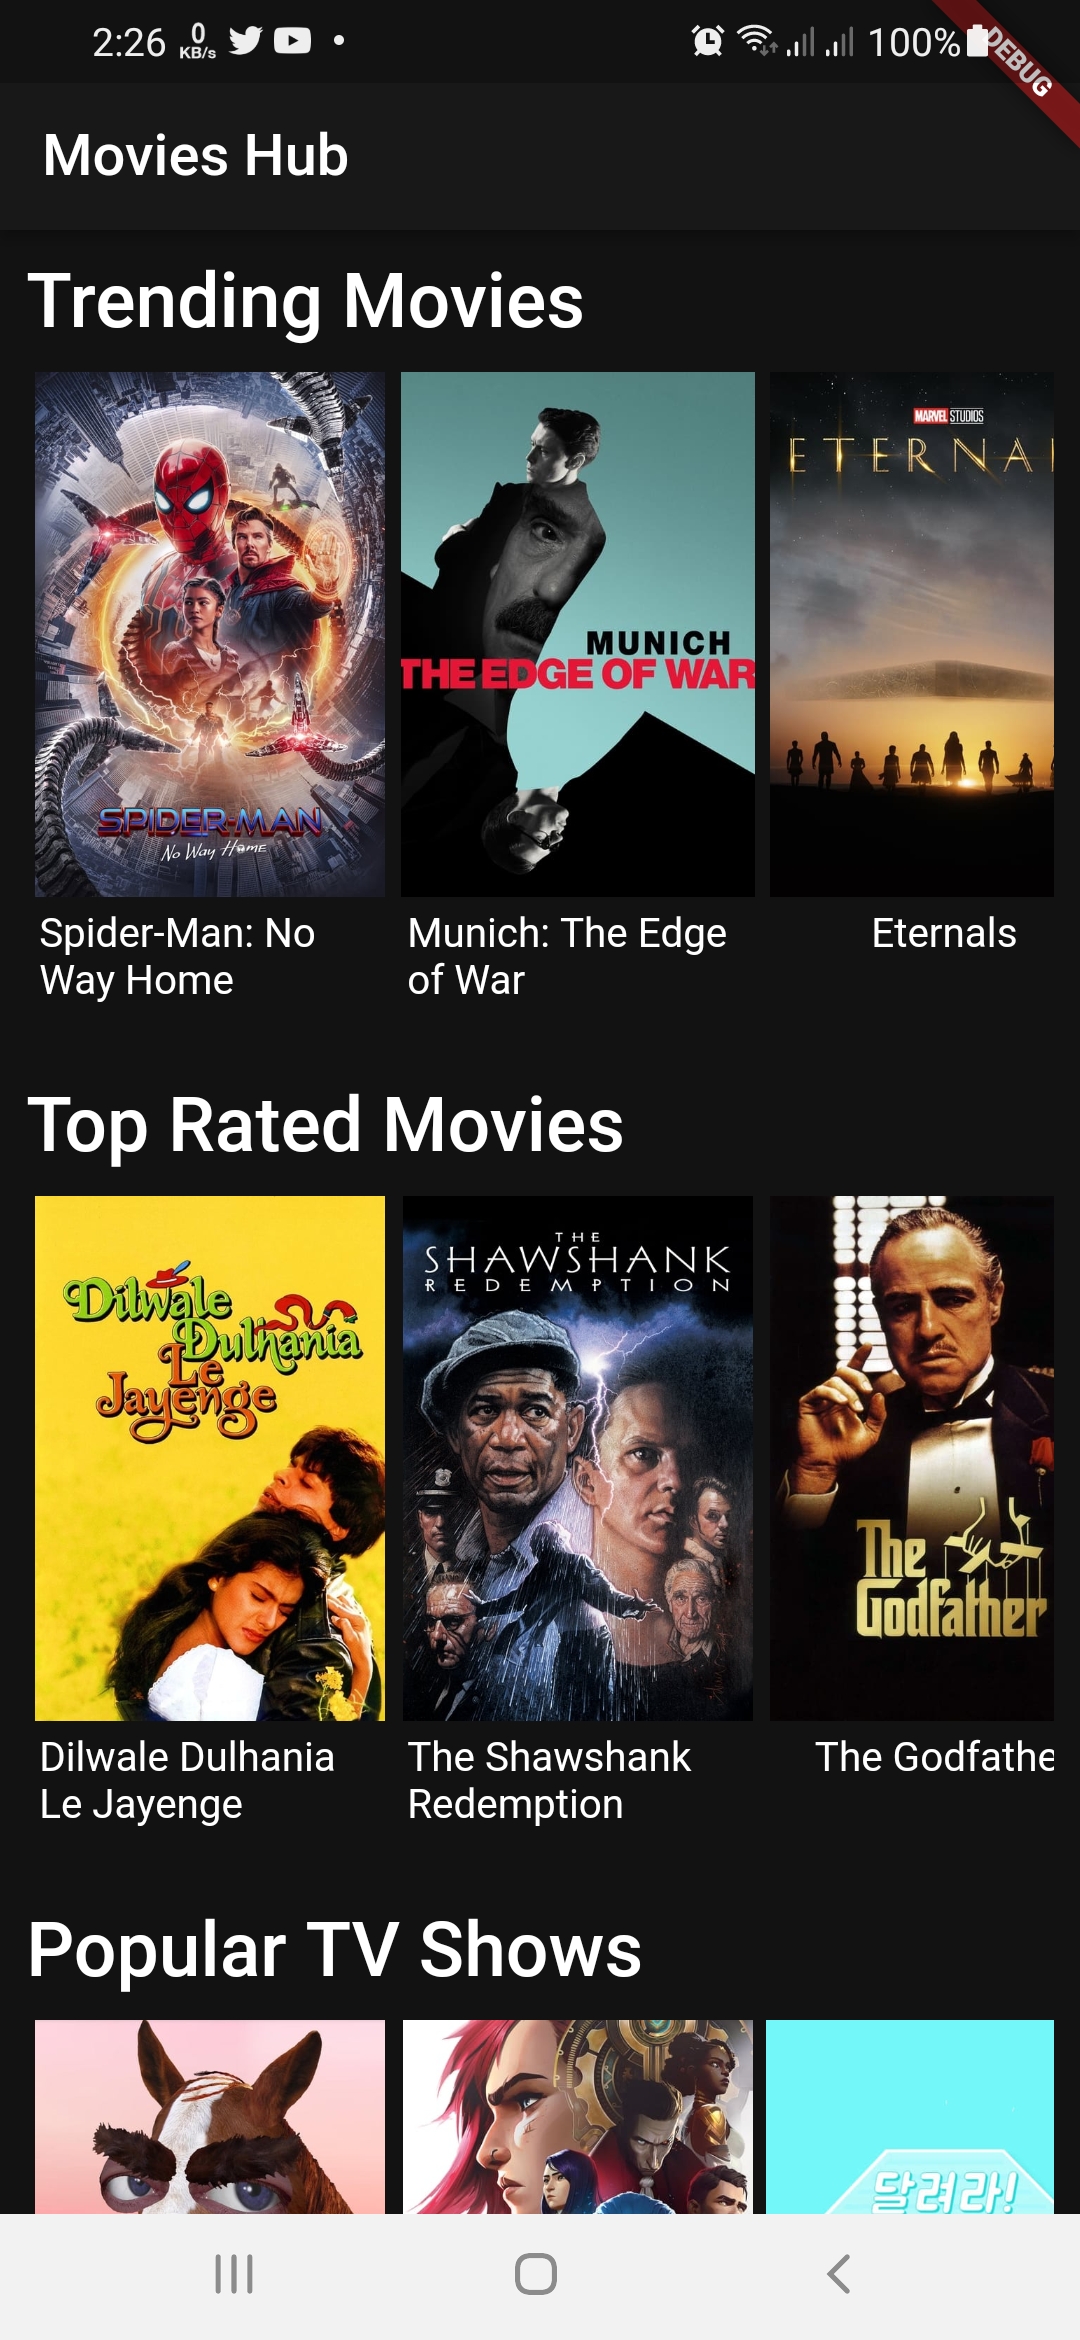 2:26
0
KB/s
100%
DEBUG
Movies Hub
Trending Movies
MARVEL STUDIOS
ETERNA
MUNICH
THE EDGE OF WAR
SPIDER-MAN
No Way Home
Spider-Man: No
Way Home
Munich: The Edge
of War
Eternals
Top Rated Movies
Dilwale
Dulhania
Le
Jayenge
THE
SHAWSHANK
REDEMPTION
The
Godfather
Dilwale Dulhania
Le Jayenge
The Shawshank
Redemption
The Godfathe
Popular TV Shows
달려라!